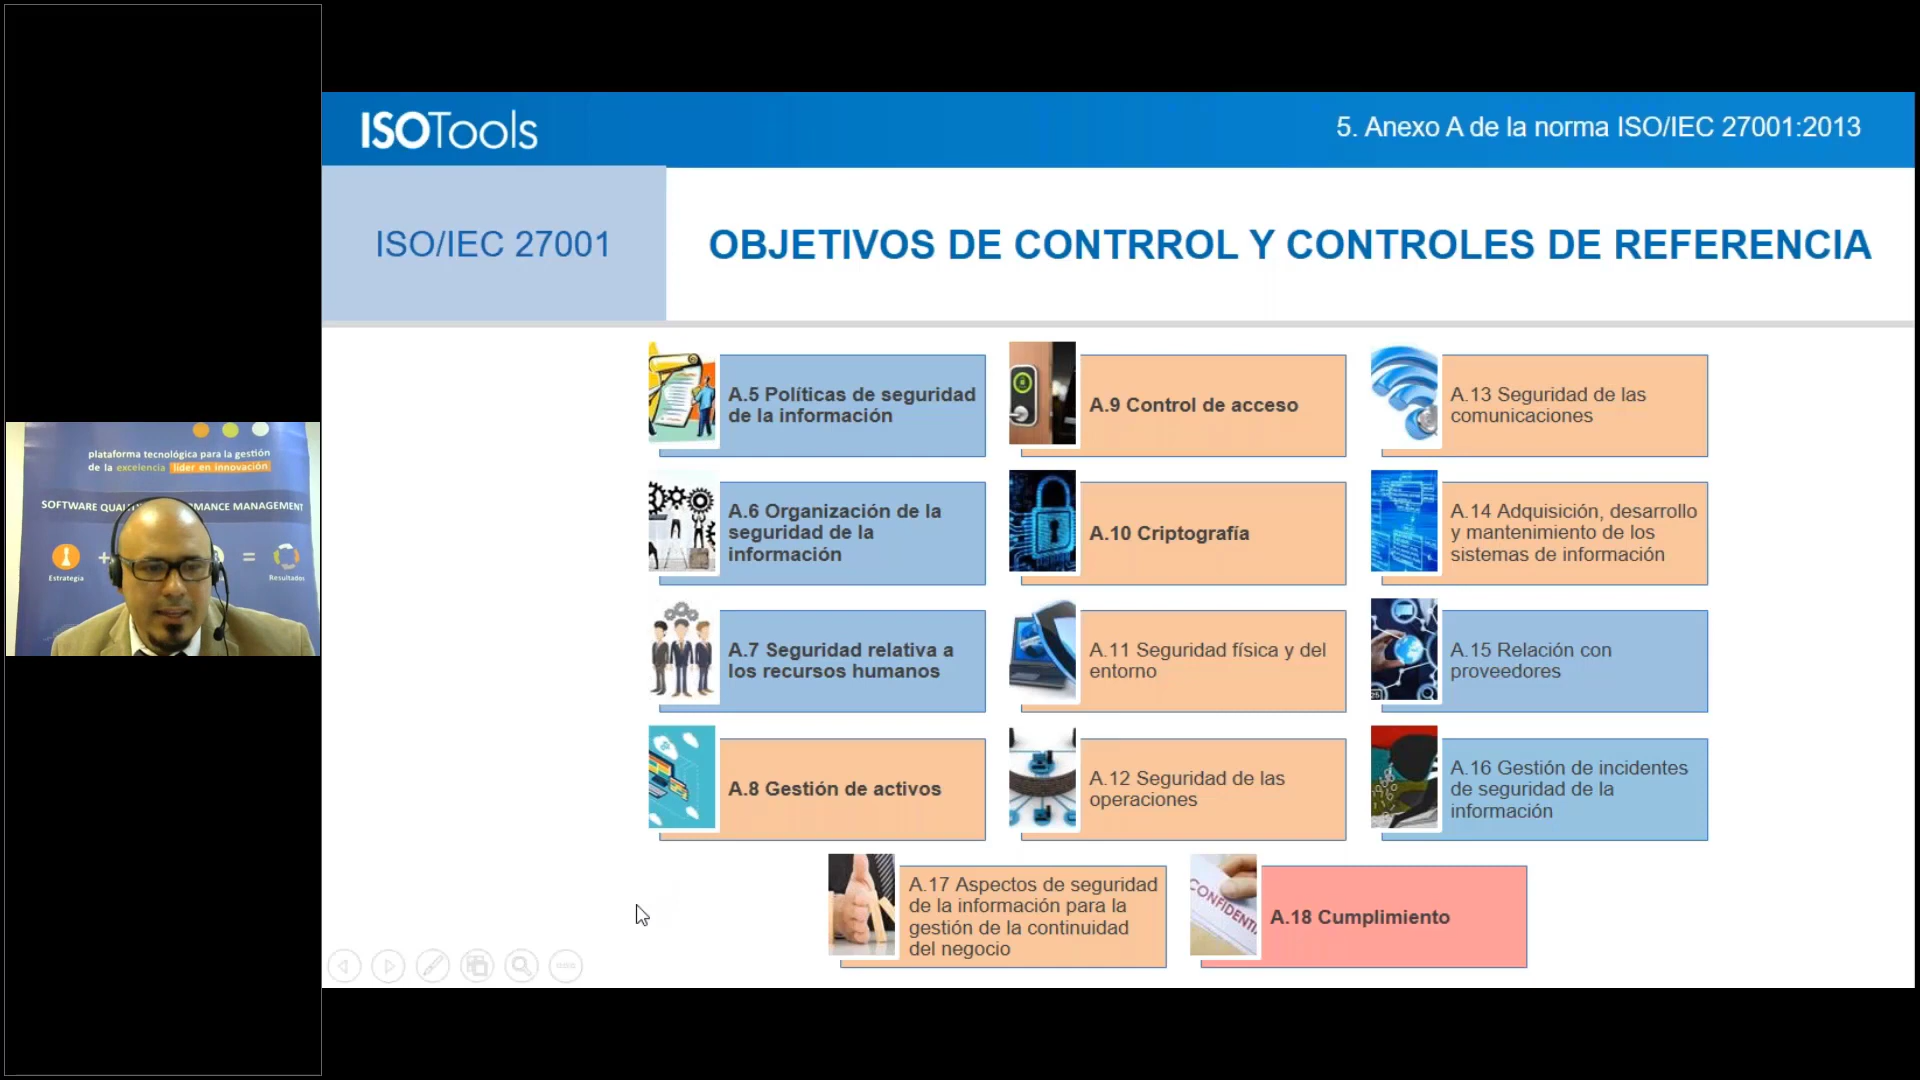 ISOTools
5. Anexo A de la norma ISO/IEC 27001:2013
ISO/IEC 27001
OBJETIVOS DE CONTRROL Y CONTROLES DE REFERENCIA
A.5 Políticas de seguridad
de la información
A.6 Organización de la
seguridad de la
información
A.7 Seguridad relativa a
los recursos humanos
A.8 Gestión de activos
A.9 Control de acceso
A.10 Criptografía
A.11 Seguridad física y del
entorno
A.12 Seguridad de las
operaciones
A.13 Seguridad de las
comunicaciones
A.14 Adquisición, desarrollo
y mantenimiento de los
sistemas de información
A.15 Relación con
proveedores
A.16 Gestión de incidentes
de seguridad de la
información
A.17 Aspectos de seguridad
de la información para la
gestión de la continuidad
del negocio
CONFIDENTI
A.18 Cumplimiento
plataforma tecnológica para la gestión
de la excelencia líder en innovación
SOFTWARE MANAGEMENT
+ =
Estrategia
Resultados